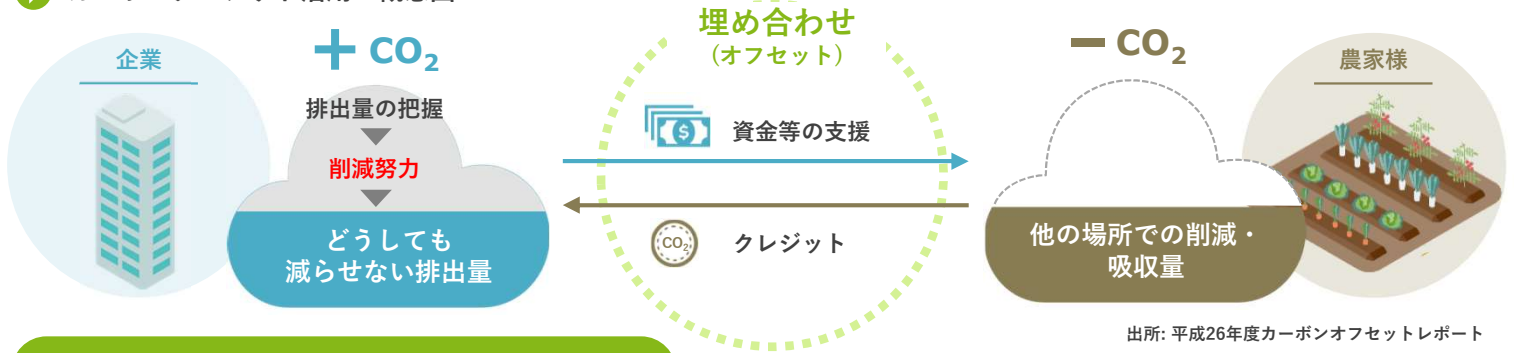 企業
＋ CO₂
排出量の把握
削減努力
どうしても
減らせない排出量
埋め合わせ
（オフセット）
資金等の支援
$
クレジット
CO₂
− CO₂
農家様
他の場所での削減・
吸収量
出所: 平成26年度カーボンオフセットレポート